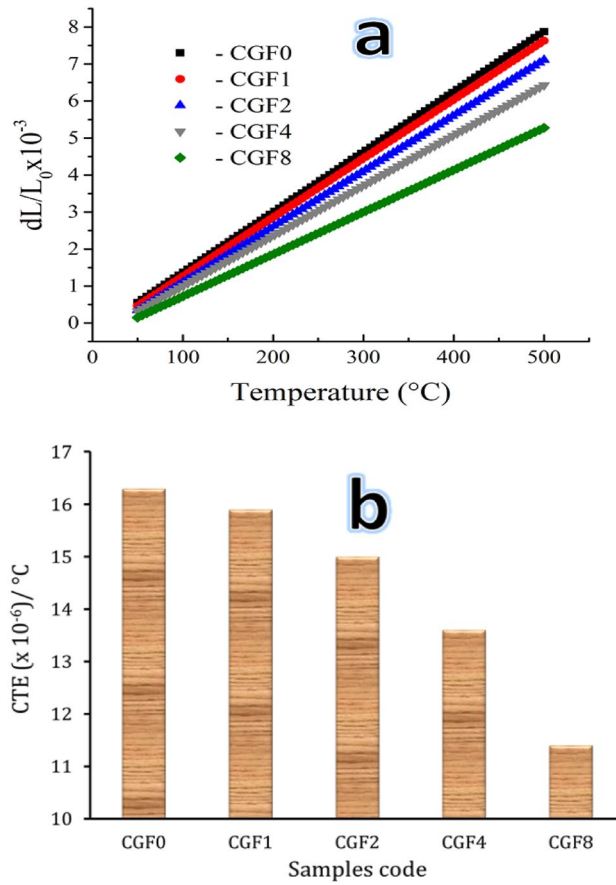 a
- CGF0
- CGF1
- CGF2
- CGF4
- CGF8
8
7
6
5
4
3
2
1
0
dL/L0x10-3
0 100 200 300 400 500
Temperature (°C)
b
17
16
15
14
13
12
11
10
CTE (x 10-6)/ °C
CGF0 CGF1 CGF2 CGF4 CGF8
Samples code